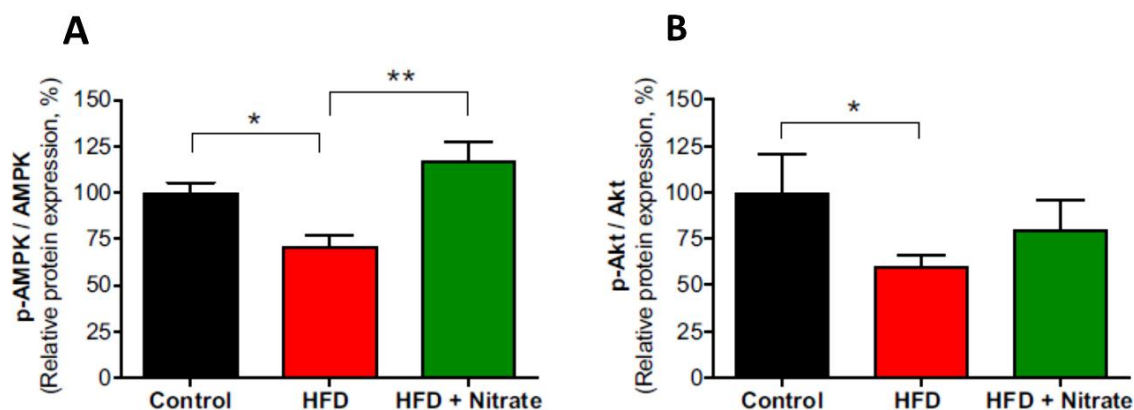 A
p-AMPK / AMPK
(Relative protein expression, %)
150
125
100
75
50
25
0
*
**
Control
HFD
HFD + Nitrate
B
p-Akt / Akt
(Relative protein expression, %)
150
125
100
75
50
25
0
*
Control
HFD
HFD + Nitrate